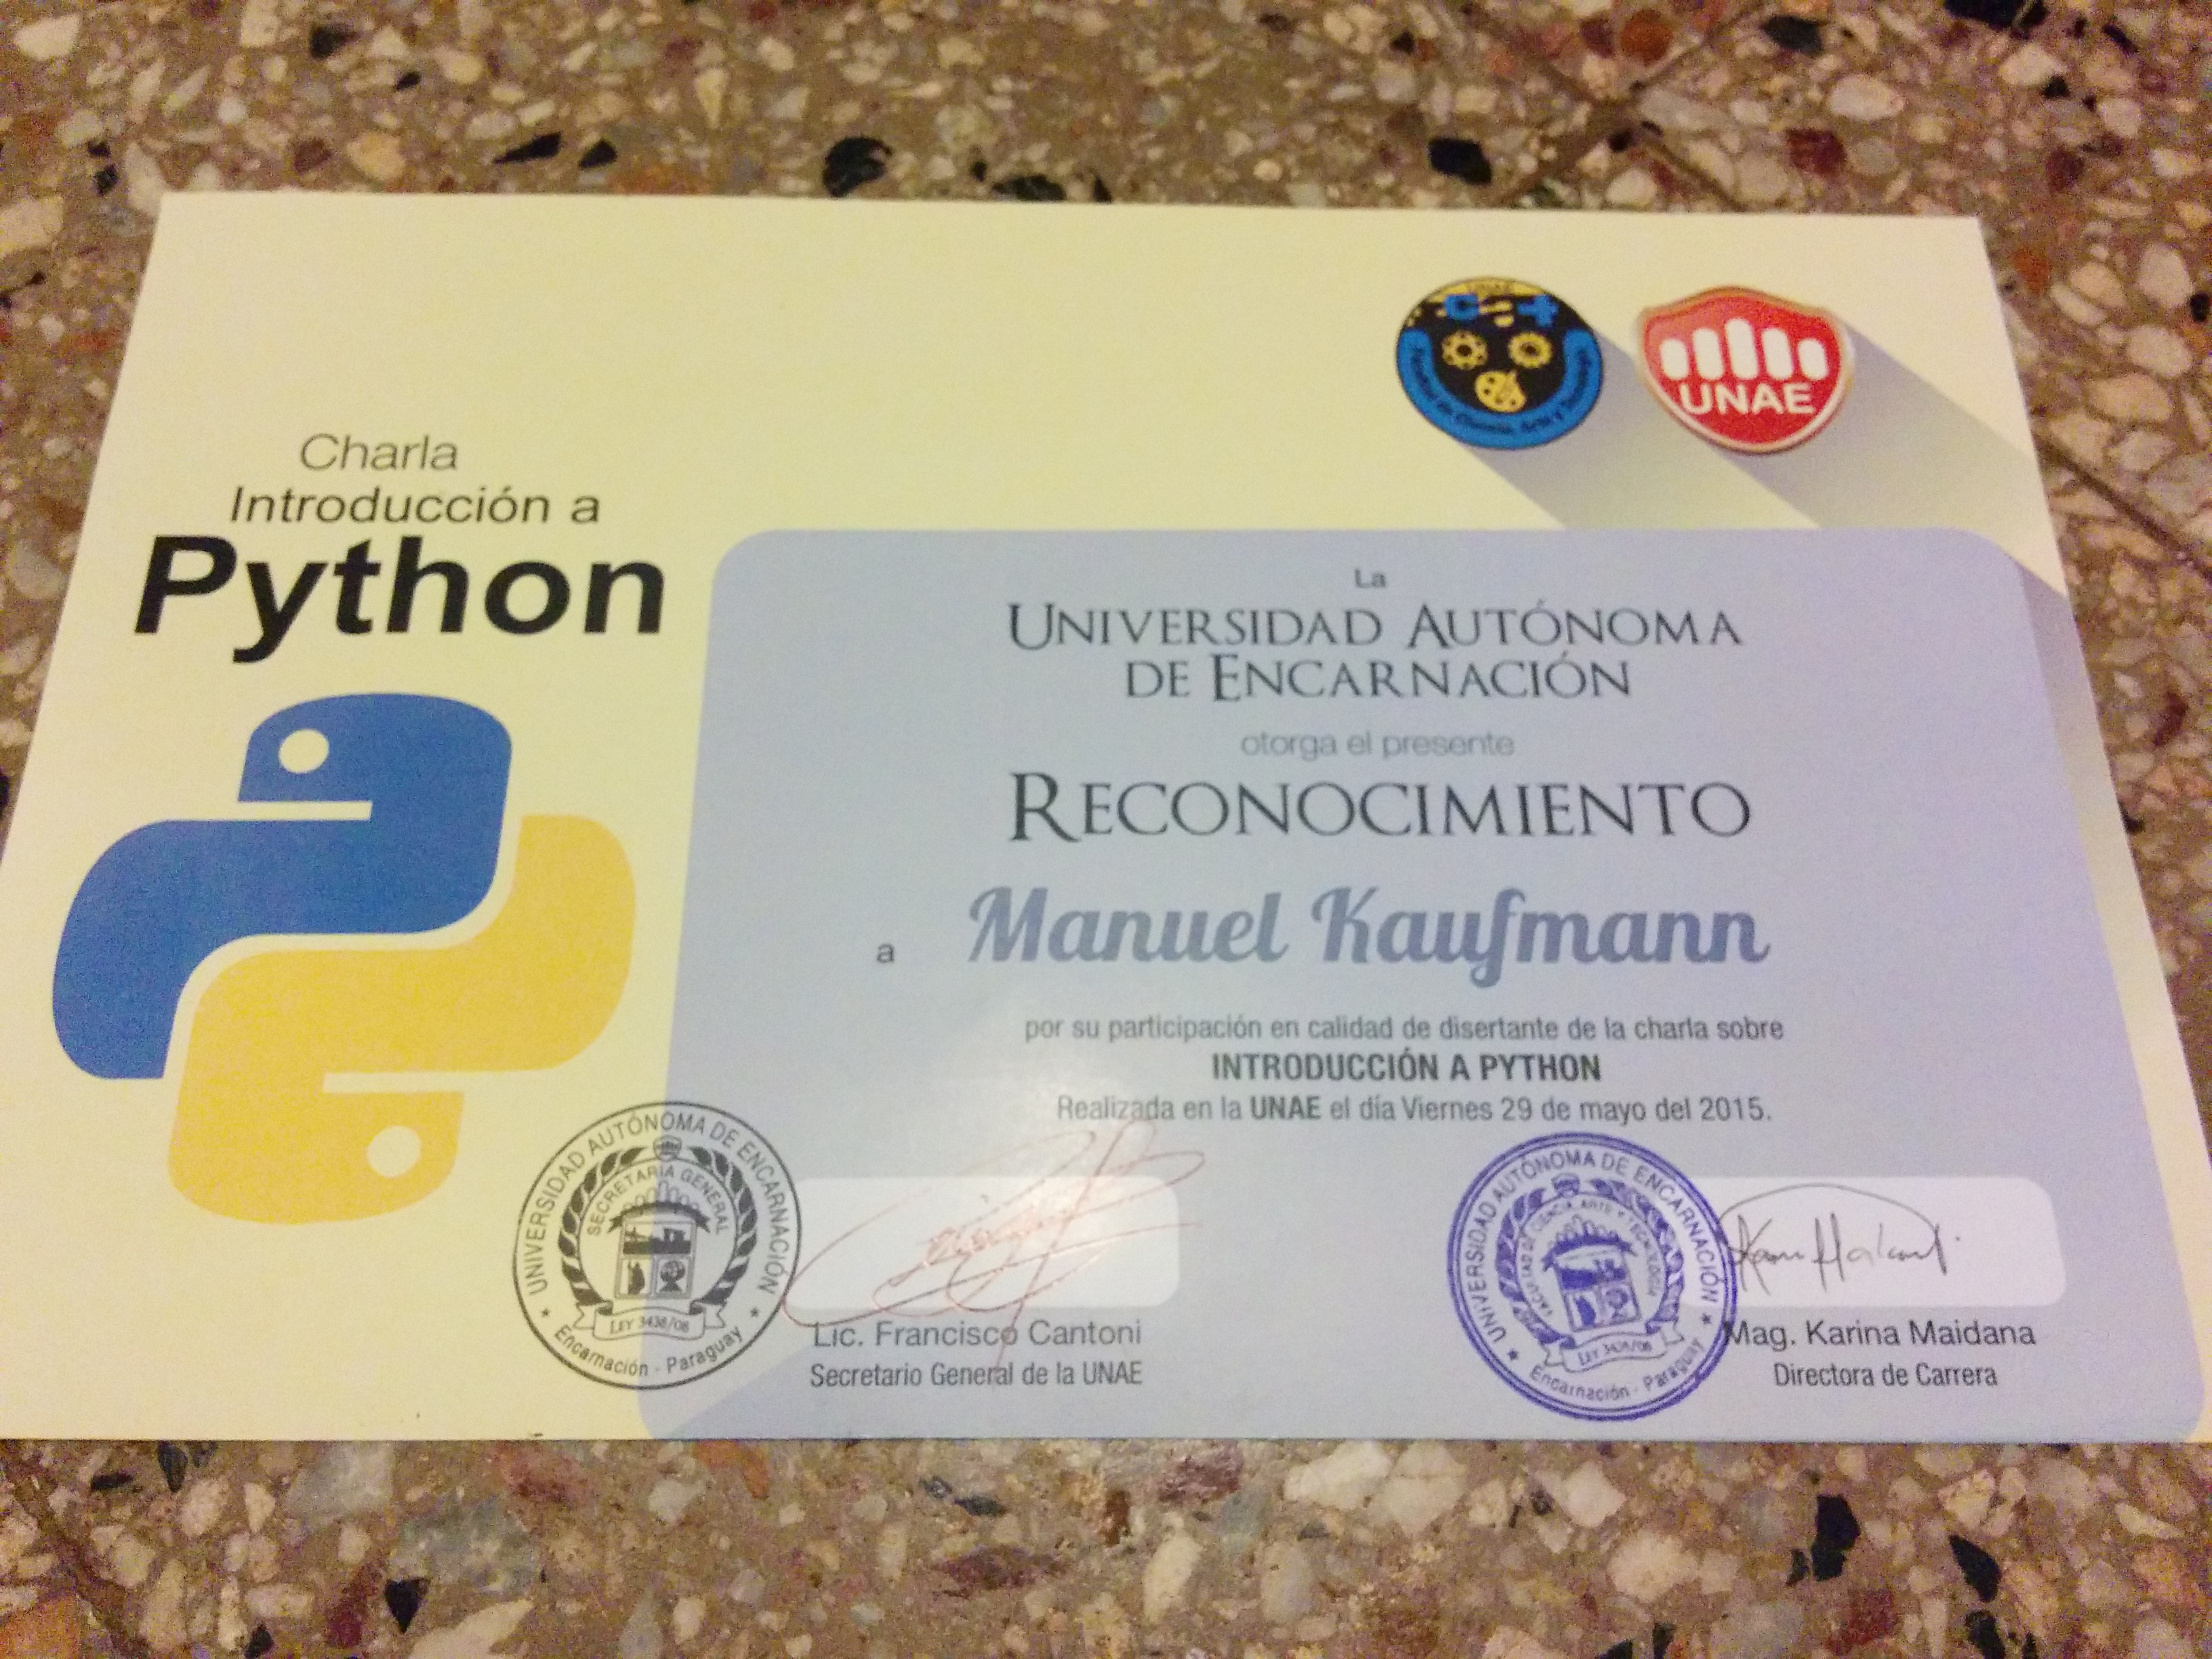 Charla
Introducción a
Python
UNAE
La
UNIVERSIDAD AUTÓNOMA
DE ENCARNACIÓN
otorga el presente
RECONOCIMIENTO
a Manuel Kaufmann
por su participación en calidad de disertante de la charla sobre
INTRODUCCIÓN A PYTHON
Realizada en la UNAE el día Viernes 29 de mayo del 2015.
UNIVERSIDAD AUTÓNOMA DE ENCARNACIÓN
SECRETARIA GENERAL
LEY 3438/08
Encarnación - Paraguay
Lic. Francisco Cantoni
Secretario General de la UNAE
UNIVERSIDAD AUTÓNOMA DE ENCARNACIÓN
FACULTAD DE CIENCIA ARTE Y TECNOLOGÍA
LEY 3438/08
Encarnación - Paraguay
Mag. Karina Maidana
Directora de Carrera